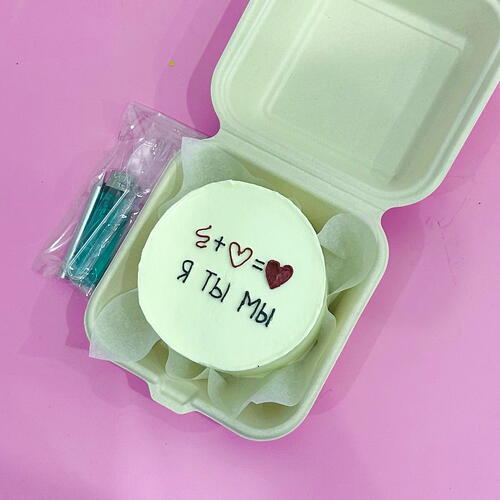 + =
Я ТЫ МЫ